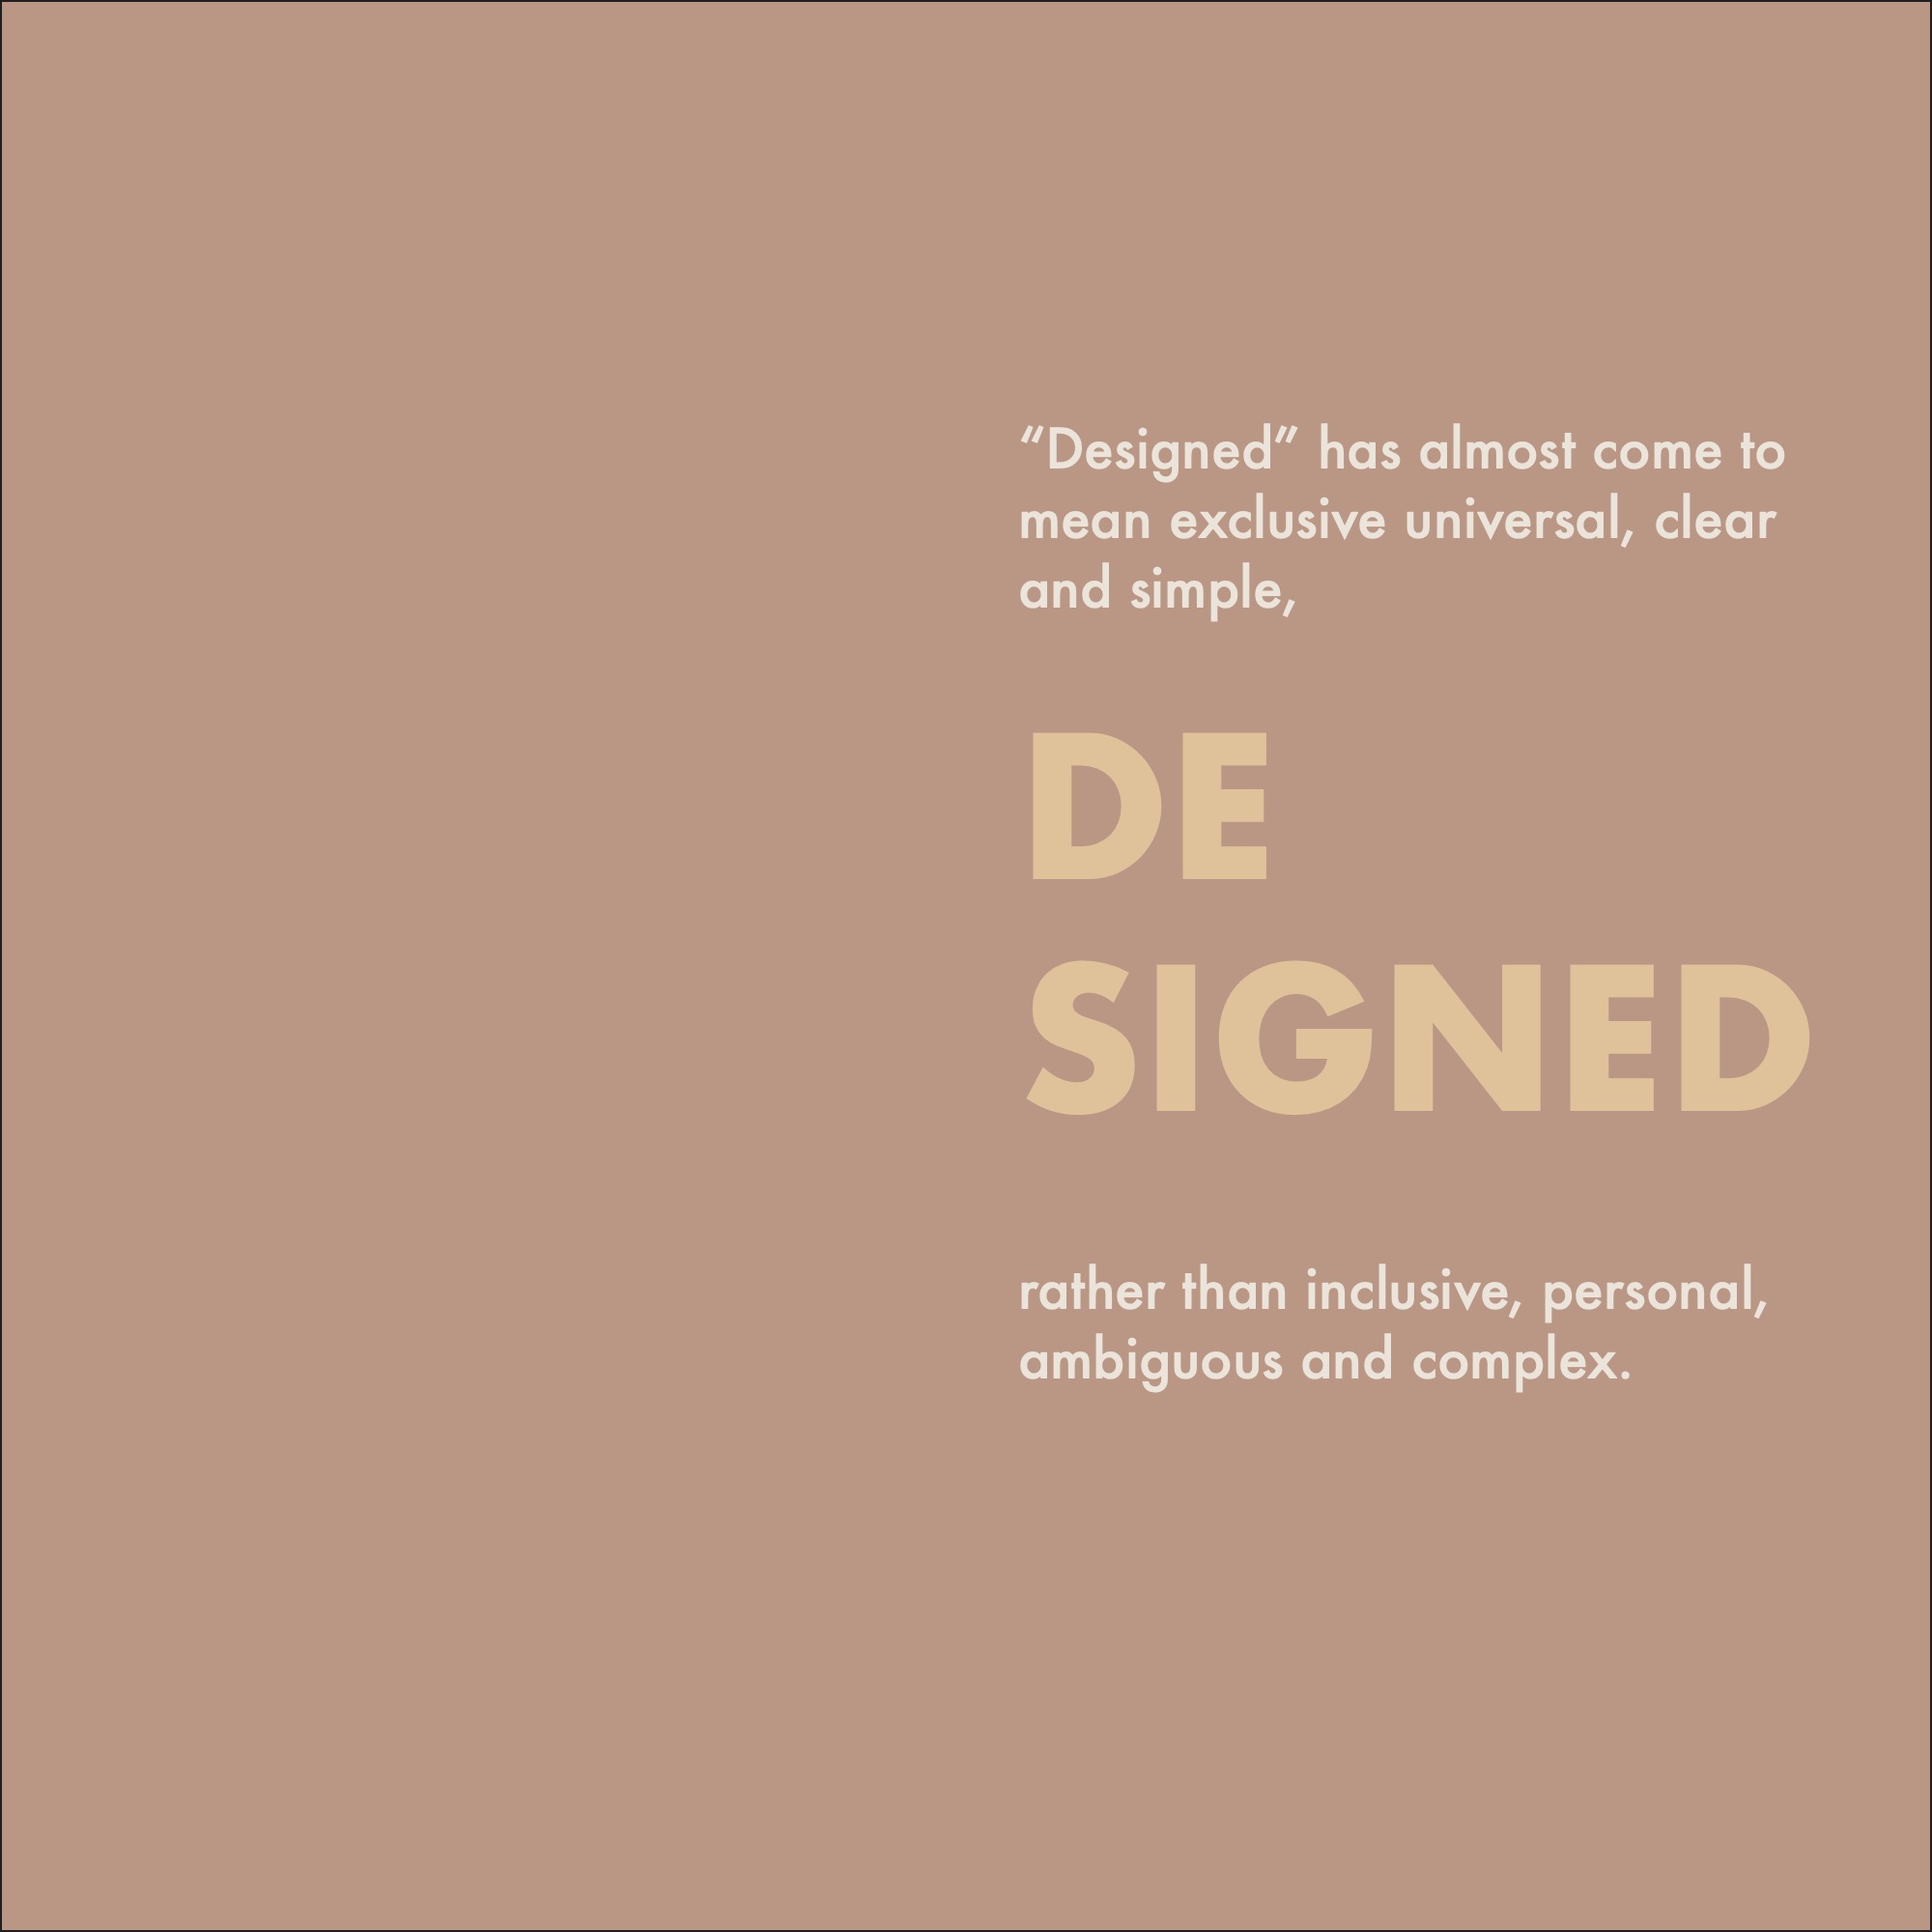 “Designed” has almost come to
mean exclusive universal, clear
and simple,
DE
SIGNED
rather than inclusive, personal,
ambiguous and complex.